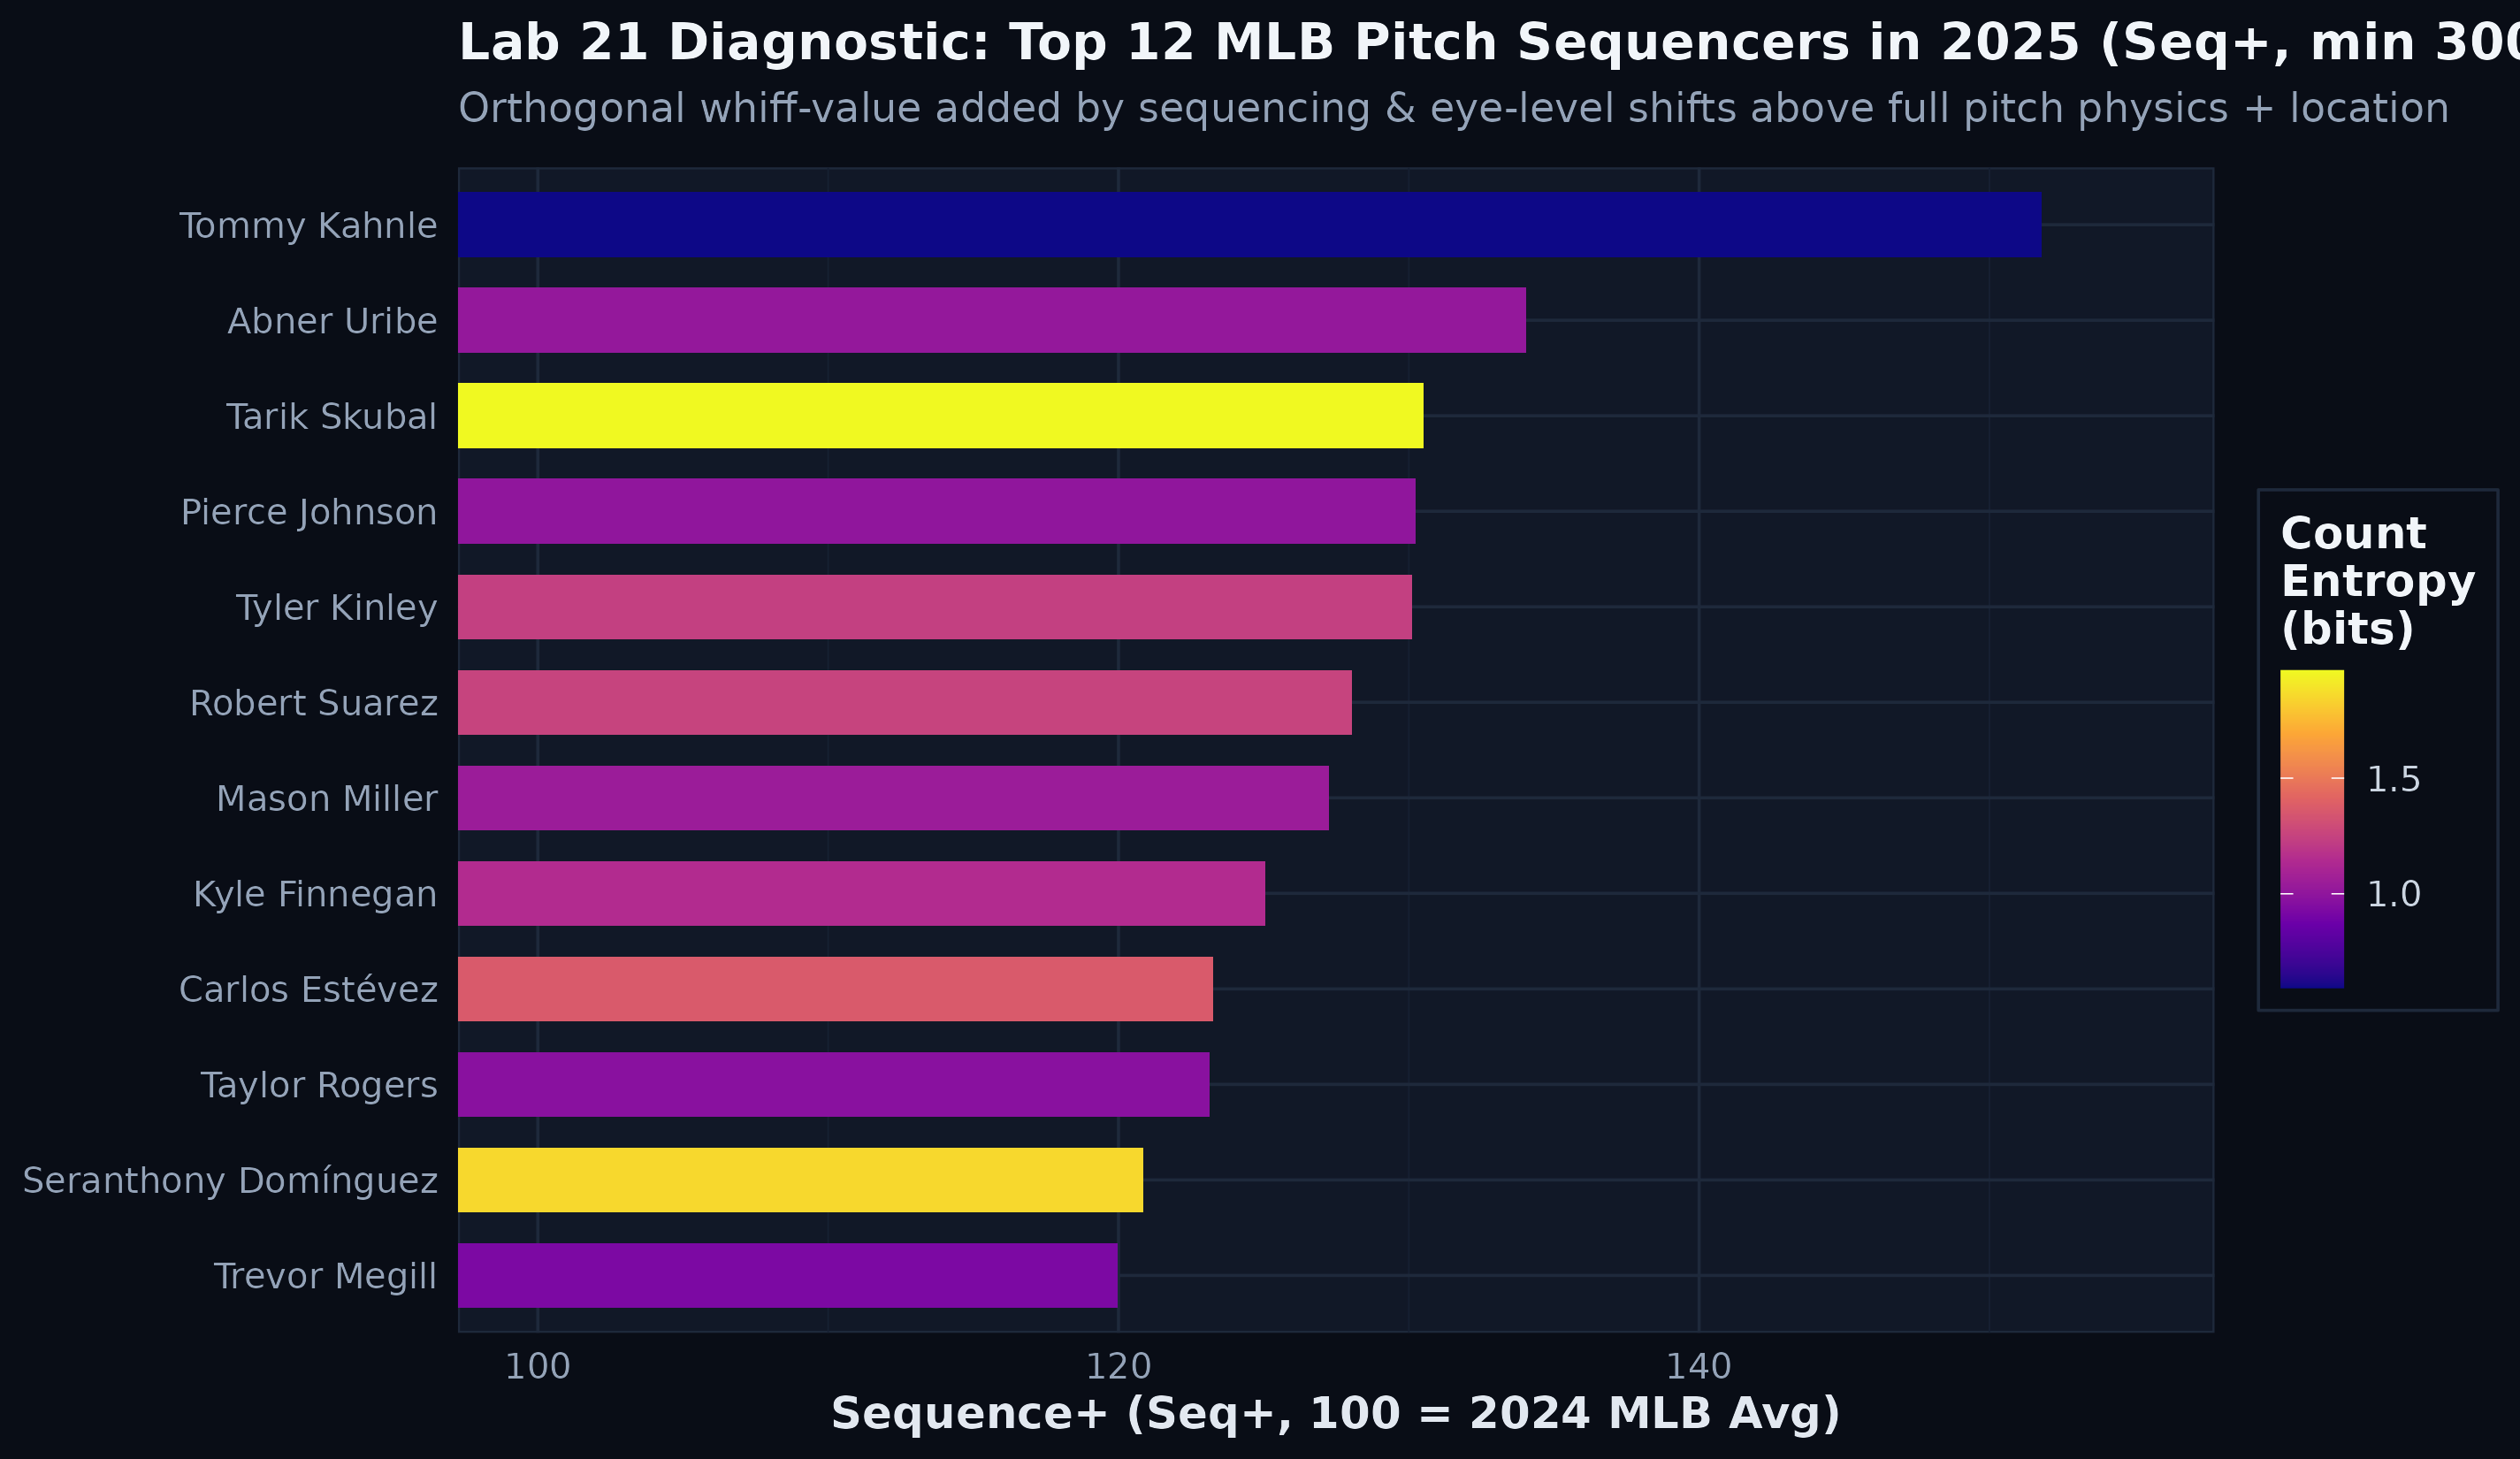 Lab 21 Diagnostic: Top 12 MLB Pitch Sequencers in 2025 (Seq+, min 300
Orthogonal whiff-value added by sequencing & eye-level shifts above full pitch physics + location
Tommy Kahnle
Abner Uribe
Tarik Skubal
Pierce Johnson
Tyler Kinley
Robert Suarez
Mason Miller
Kyle Finnegan
Carlos Estévez
Taylor Rogers
Seranthony Domínguez
Trevor Megill
100
120
140
Sequence+ (Seq+, 100 = 2024 MLB Avg)
Count
Entropy
(bits)
1.5
1.0